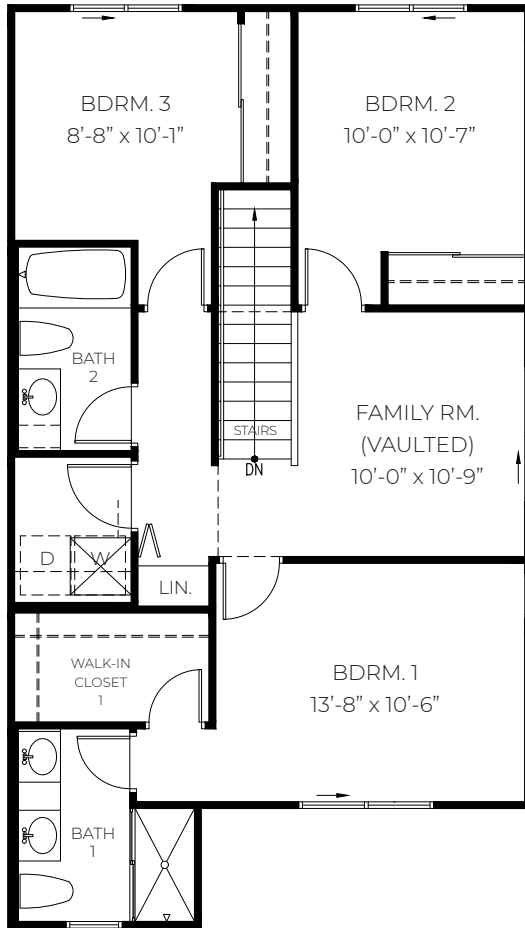 BDRM. 3
8’-8” x 10’-1”
BDRM. 2
10’-0” x 10’-7”
BATH
2
STAIRS
DN
FAMILY RM.
(VAULTED)
10’-0” x 10’-9”
D
W
LIN.
WALK-IN
CLOSET
1
BDRM. 1
13’-8” x 10’-6”
BATH
1